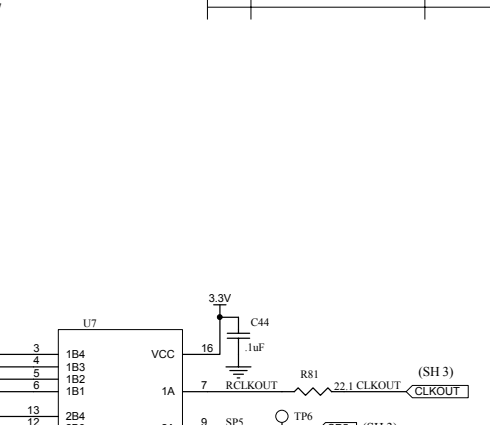 3.3V
U7
C44
3 1B4 VCC 16 .1uF
4 1B3
5 1B2 R81 (SH 3)
6 1B1 1A 7 RCLKOUT 22.1 CLKOUT CLKOUT
13 2B4 TP6
12 9 SP5